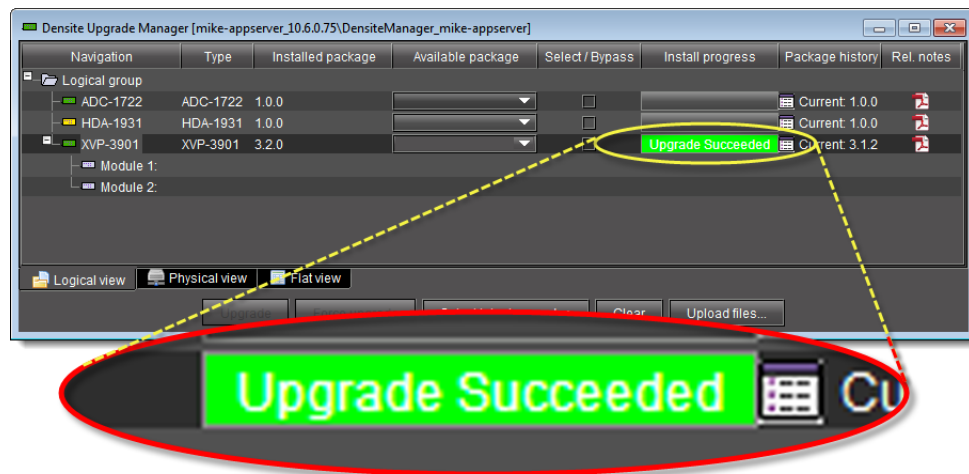 Densite Upgrade Manager [mike-appserver_10.6.0.75\DensiteManager_mike-appserver]
Navigation Type Installed package Available package Select / Bypass Install progress Package history Rel. notes
Logical group
ADC-1722 ADC-1722 1.0.0 Current: 1.0.0
HDA-1931 HDA-1931 1.0.0 Current: 1.0.0
XVP-3901 XVP-3901 3.2.0 Upgrade Succeeded Current: 3.1.2
Module 1:
Module 2:
Logical view Physical view Flat view
Upgrade Clear Upload files...
Upgrade Succeeded Cu